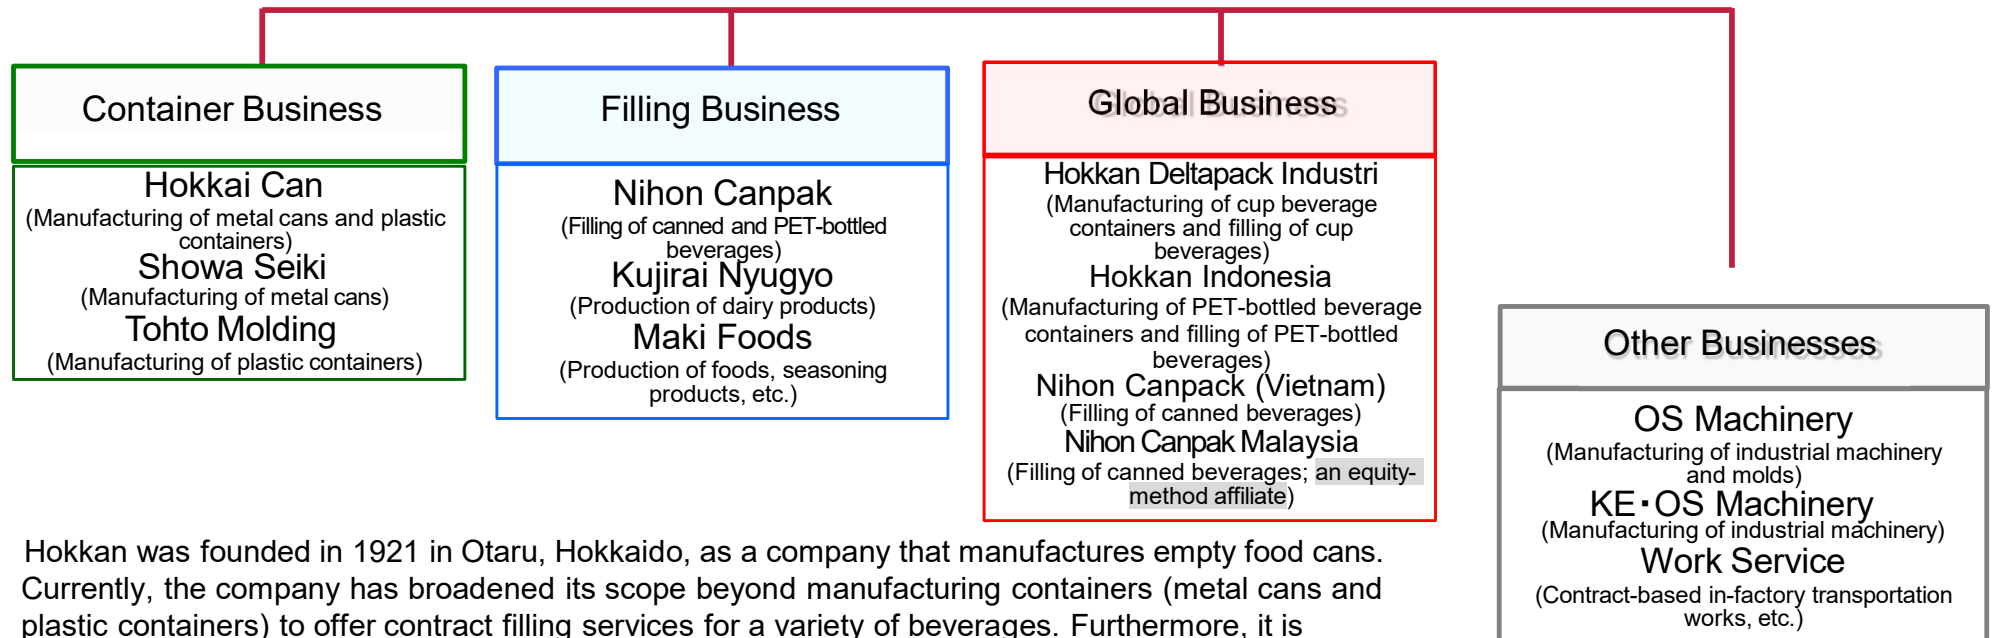 Container Business
Hokkai Can
(Manufacturing of metal cans and plastic
containers)
Showa Seiki
(Manufacturing of metal cans)
Tohto Molding
(Manufacturing of plastic containers)
Filling Business
Nihon Canpak
(Filling of canned and PET-bottled
beverages)
Kujirai Nyugyo
(Production of dairy products)
Maki Foods
(Production of foods, seasoning
products, etc.)
Global Business
Hokkan Deltapack Industri
(Manufacturing of cup beverage
containers and filling of cup
beverages)
Hokkan Indonesia
(Manufacturing of PET-bottled beverage
containers and filling of PET-bottled
beverages)
Nihon Canpack (Vietnam)
(Filling of canned beverages)
Nihon Canpak Malaysia
(Filling of canned beverages; an equity-
method affiliate)
Other Businesses
OS Machinery
(Manufacturing of industrial machinery
and molds)
KE・OS Machinery
(Manufacturing of industrial machinery)
Work Service
(Contract-based in-factory transportation
works, etc.)
Hokkan was founded in 1921 in Otaru, Hokkaido, as a company that manufactures empty food cans.
Currently, the company has broadened its scope beyond manufacturing containers (metal cans and
plastic containers) to offer contract filling services for a variety of beverages. Furthermore, it is